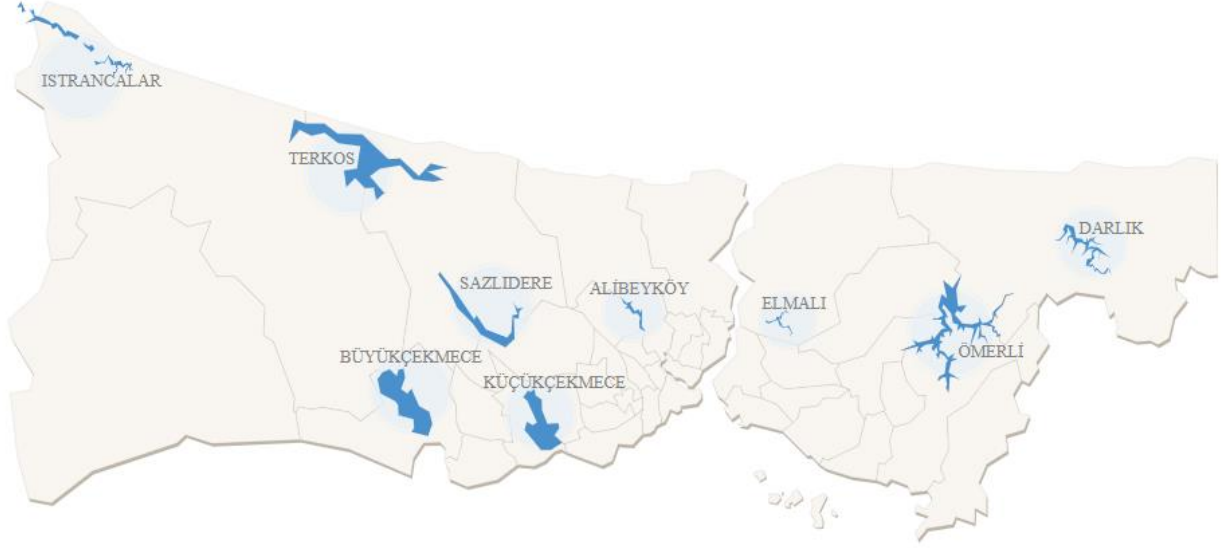 ISTRANCALAR
TERKOS
DARLIK
SAZLIDERE
ALİBEYKÖY
ELMALI
ÖMERLİ
BÜYÜKÇEKMECE
KÜÇÜKÇEKMECE